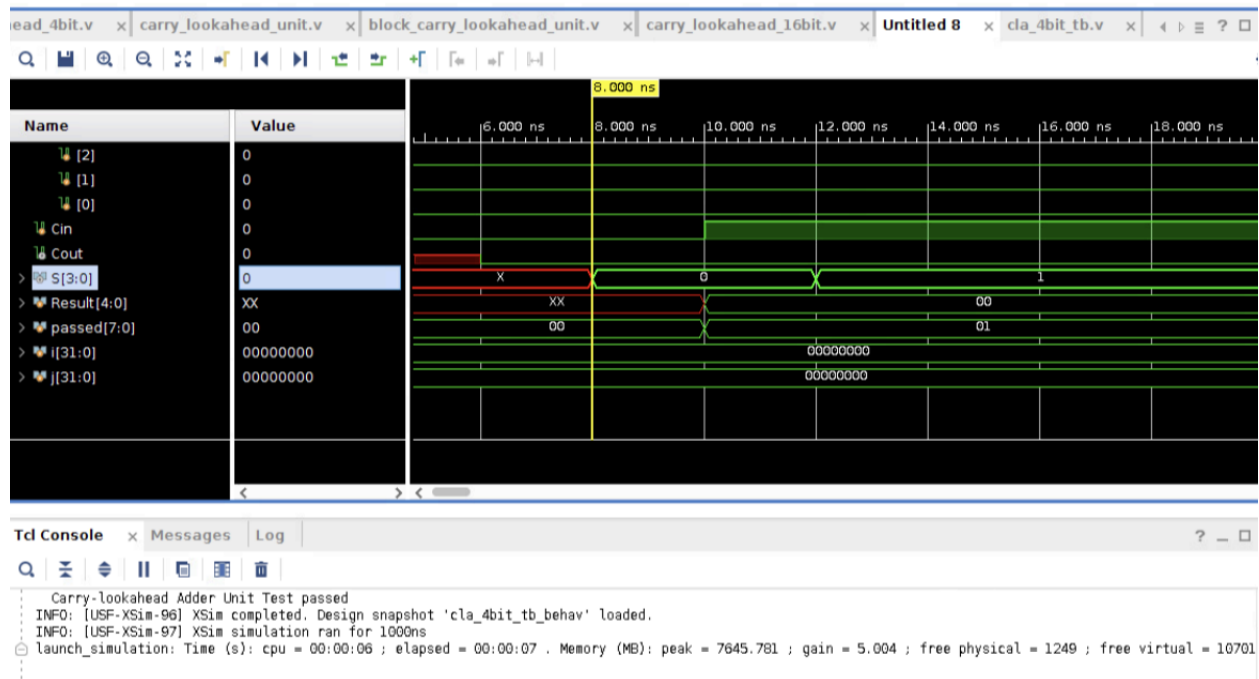 ead_4bit.v x carry_lookahead_unit.v x block_carry_lookahead_unit.v x carry_lookahead_16bit.v x Untitled 8 x cla_4bit_tb.v x ?
8.000 ns
Name Value 6.000 ns 8.000 ns 10.000 ns 12.000 ns 14.000 ns 16.000 ns 18.000 ns
[2] 0
[1] 0
[0] 0
Cin 0
Cout 0
S[3:0] 0 X 0 1
Result[4:0] XX XX 00
passed[7:0] 00 00 01
i[31:0] 00000000 00000000
j[31:0] 00000000 00000000
Tcl Console x Messages Log ?
Carry-lookahead Adder Unit Test passed
INFO: [USF-XSim-96] XSim completed. Design snapshot 'cla_4bit_tb_behav' loaded.
INFO: [USF-XSim-97] XSim simulation ran for 1000ns
launch_simulation: Time (s): cpu = 00:00:06 ; elapsed = 00:00:07 . Memory (MB): peak = 7645.781 ; gain = 5.004 ; free physical = 1249 ; free virtual = 10701